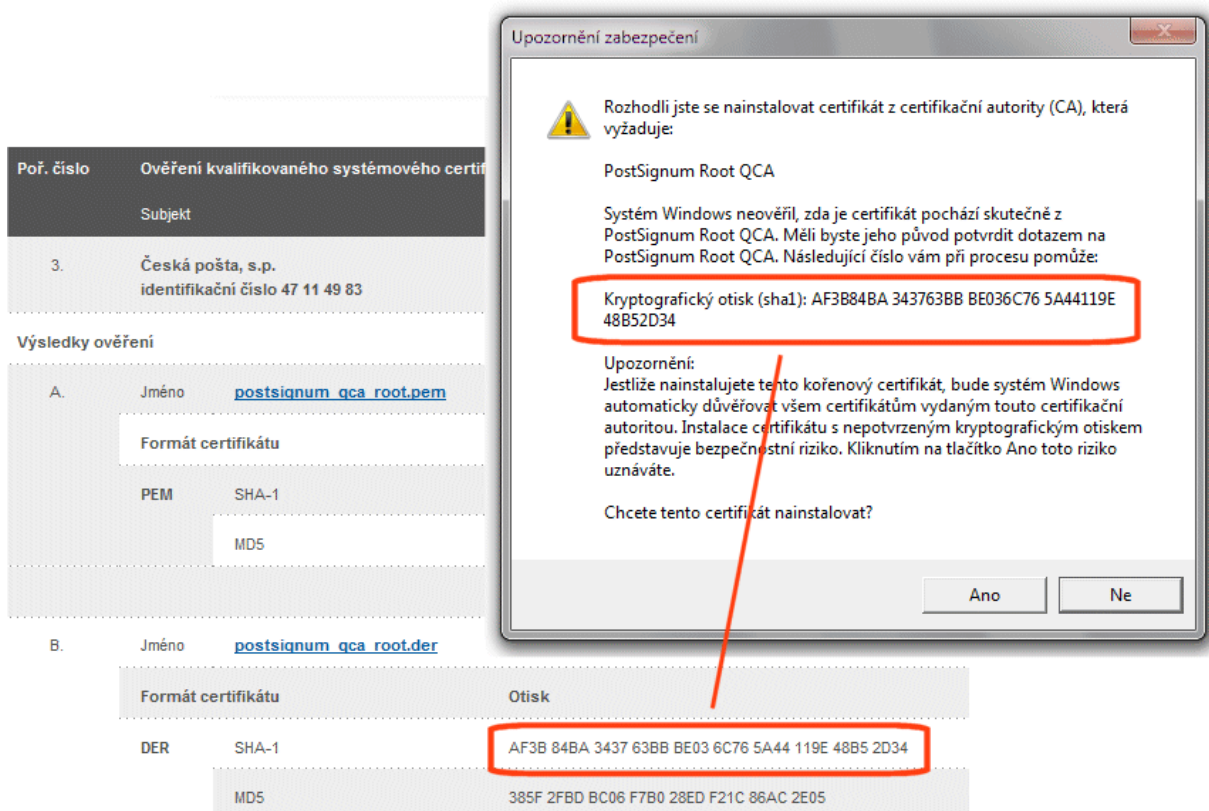 Upozornění zabezpečení
Rozhodli jste se nainstalovat certifikát z certifikační autority (CA), která
vyžaduje:
PostSignum Root QCA
Systém Windows neověřil, zda je certifikát pochází skutečně z
PostSignum Root QCA. Měli byste jeho původ potvrdit dotazem na
PostSignum Root QCA. Následující číslo vám při procesu pomůže:
Kryptografický otisk (sha1): AF3B84BA 343763BB BE036C76 5A44119E
48B52D34
Upozornění:
Jestliže nainstalujete tento kořenový certifikát, bude systém Windows
automaticky důvěřovat všem certifikátům vydaným touto certifikační
autoritou. Instalace certifikátu s nepotvrzeným kryptografickým otiskem
představuje bezpečnostní riziko. Kliknutím na tlačítko Ano toto riziko
uznáváte.
Chcete tento certifikát nainstalovat?
Ano Ne
Poř. číslo Ověření kvalifikovaného systémového certif
Subjekt
3. Česká pošta, s.p.
identifikační číslo 47 11 49 83
Výsledky ověření
A. Jméno postsignum_qca_root.pem
Formát certifikátu
PEM SHA-1
MD5
B. Jméno postsignum_qca_root.der
Formát certifikátu Otisk
DER SHA-1 AF3B 84BA 3437 63BB BE03 6C76 5A44 119E 48B5 2D34
MD5 385F 2FBD BC06 F7B0 28ED F21C 86AC 2E05